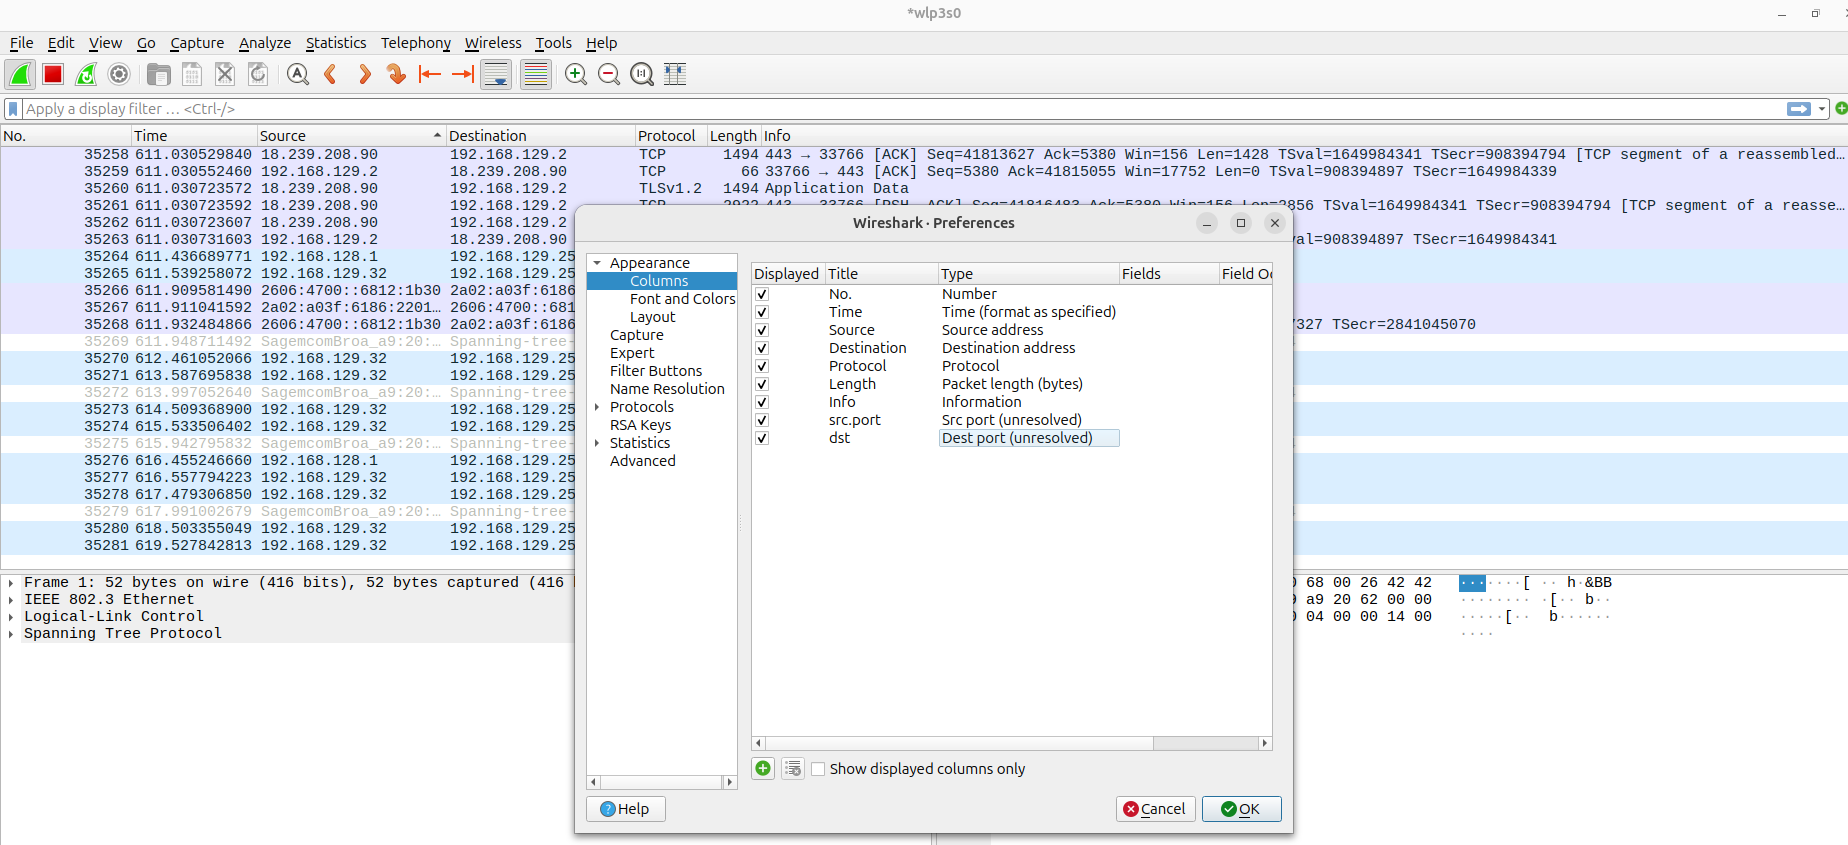 *wlp3s0
File Edit View Go Capture Analyze Statistics Telephony Wireless Tools Help
Apply a display filter … <Ctrl-/>
No. Time Source Destination Protocol Length Info
35258 611.030529840 18.239.208.90 192.168.129.2 TCP 1494 443 → 33766 [ACK] Seq=41813627 Ack=5380 Win=156 Len=1428 TSval=1649984341 TSecr=908394794 [TCP segment of a reassembled…
35259 611.030552460 192.168.129.2 18.239.208.90 TCP 66 33766 → 443 [ACK] Seq=5380 Ack=41815055 Win=17752 Len=0 TSval=908394897 TSecr=1649984339
35260 611.030723572 18.239.208.90 192.168.129.2 TLSv1.2 1494 Application Data
35261 611.030723592 18.239.208.90 192.168.129.2 TCP 2922 443 → 33766 [PSH, ACK] Seq=41816483 Ack=5380 Win=156 Len=2856 TSval=1649984341 TSecr=908394794 [TCP segment of a reasse…
35262 611.030723607 18.239.208.90 192.168.129.2
35263 611.030731603 192.168.129.2 18.239.208.90 val=908394897 TSecr=1649984341
35264 611.436689771 192.168.128.1 192.168.129.25
35265 611.539258072 192.168.129.32 192.168.129.25
35266 611.909581490 2606:4700::6812:1b30 2a02:a03f:6186
35267 611.911041592 2a02:a03f:6186:2201… 2606:4700::681
35268 611.932484866 2606:4700::6812:1b30 2a02:a03f:6186 7327 TSecr=2841045070
35269 611.948711492 SagemcomBroa_a9:20:… Spanning-tree-
35270 612.461052066 192.168.129.32 192.168.129.25
35271 613.587695838 192.168.129.32 192.168.129.25
35272 613.997052640 SagemcomBroa_a9:20:… Spanning-tree-
35273 614.509368900 192.168.129.32 192.168.129.25
35274 615.533506402 192.168.129.32 192.168.129.25
35275 615.942795832 SagemcomBroa_a9:20:… Spanning-tree-
35276 616.455246660 192.168.128.1 192.168.129.25
35277 616.557794223 192.168.129.32 192.168.129.25
35278 617.479306850 192.168.129.32 192.168.129.25
35279 617.991002679 SagemcomBroa_a9:20:… Spanning-tree-
35280 618.503355049 192.168.129.32 192.168.129.25
35281 619.527842813 192.168.129.32 192.168.129.25
Frame 1: 52 bytes on wire (416 bits), 52 bytes captured (416
IEEE 802.3 Ethernet
Logical-Link Control
Spanning Tree Protocol
68 00 26 42 42 ·······[ ·· h·&BB
a9 20 62 00 00 ········ ·[·· b··
04 00 00 14 00 ·····[·· b······
····
Wireshark · Preferences
Appearance
Columns
Font and Colors
Layout
Capture
Expert
Filter Buttons
Name Resolution
Protocols
RSA Keys
Statistics
Advanced
Displayed Title Type Fields Field Oc
No. Number
Time Time (format as specified)
Source Source address
Destination Destination address
Protocol Protocol
Length Packet length (bytes)
Info Information
src.port Src port (unresolved)
dst Dest port (unresolved)
Show displayed columns only
Help Cancel OK